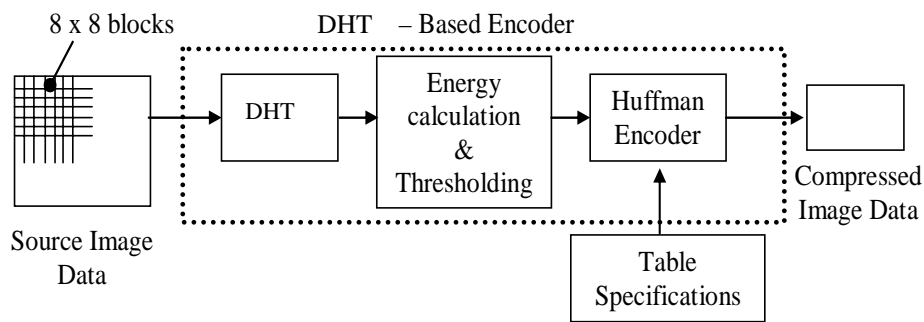 8 x 8 blocks
DHT – Based Encoder
DHT
Energy
calculation
&
Thresholding
Huffman
Encoder
Compressed
Image Data
Source Image
Data
Table
Specifications